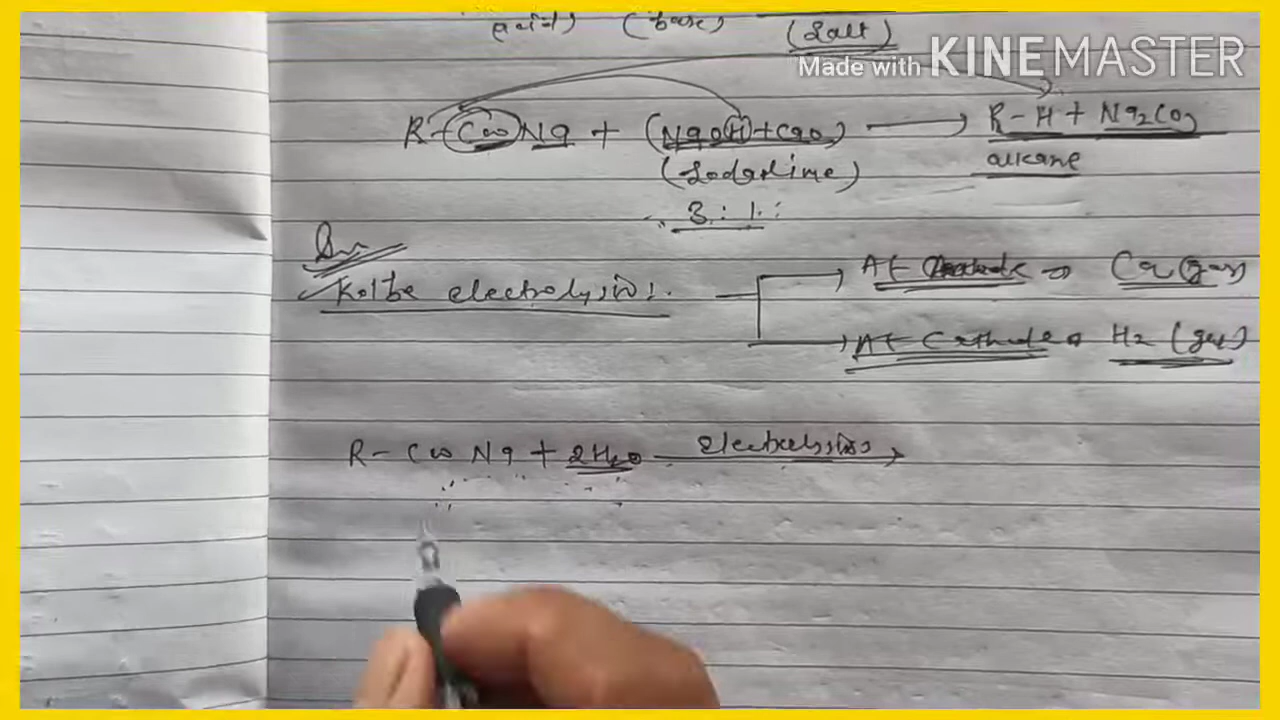 (base) (Salt)
Made with KINEMASTER
R-COONa + (NaOH+CaO) → R-H + Na2CO3
(Sodalime) alkane
3 : 1
Kolbe electrolysis:
At Anode ⇒ CO2 (gas)
At Cathode ⇒ H2 (gas)
R-COONa + 2H2O electrolysis →